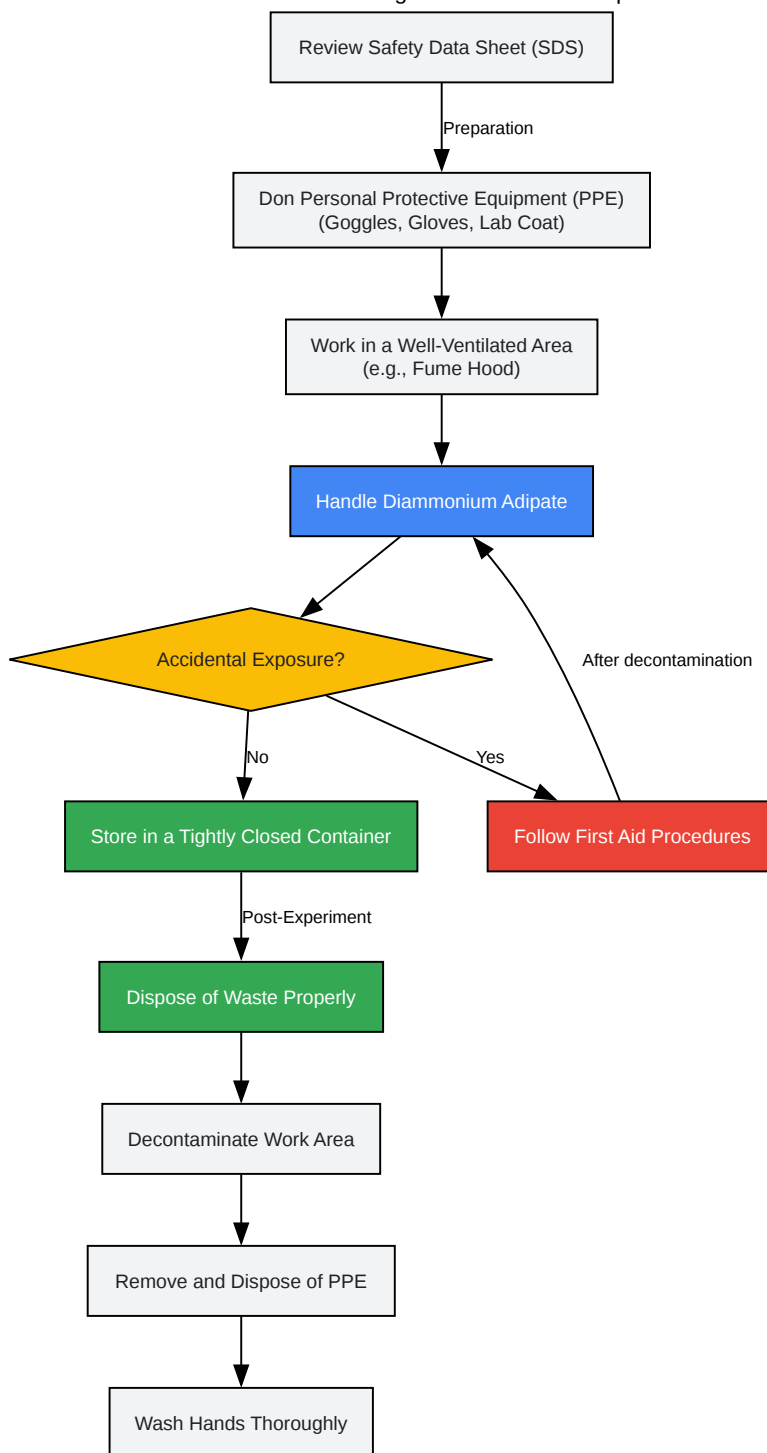 Review Safety Data Sheet (SDS)
Preparation
Don Personal Protective Equipment (PPE)
(Goggles, Gloves, Lab Coat)
Work in a Well-Ventilated Area
(e.g., Fume Hood)
Handle Diammonium Adipate
Accidental Exposure?
After decontamination
No
Yes
Store in a Tightly Closed Container
Follow First Aid Procedures
Post-Experiment
Dispose of Waste Properly
Decontaminate Work Area
Remove and Dispose of PPE
Wash Hands Thoroughly